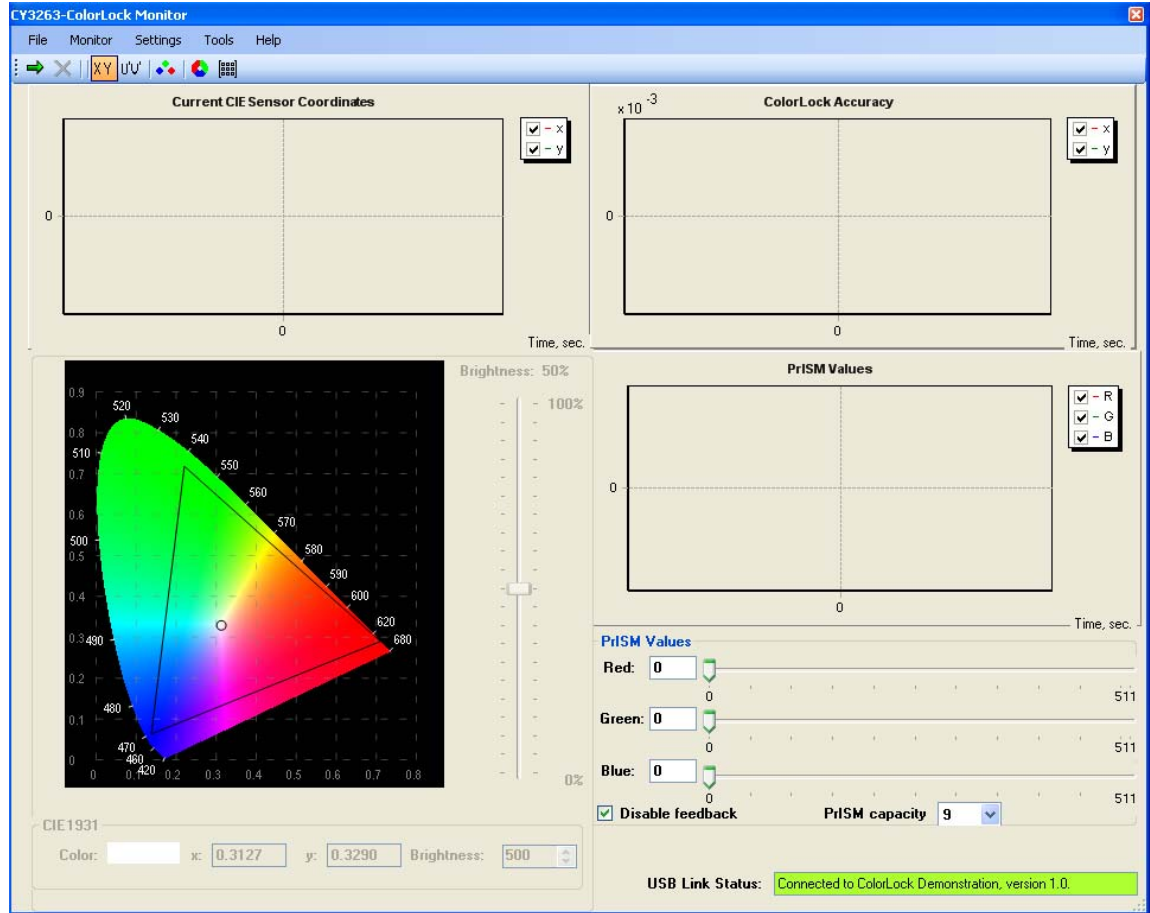 CY3263-ColorLock Monitor
File Monitor Settings Tools Help
XY U'V'
Current CIE Sensor Coordinates
x
y
0
0
Time, sec.
x 10 -3
ColorLock Accuracy
x
y
0
0
Time, sec.
Brightness: 50%
100%
0%
0.9
0.8
0.7
0.6
0.5
0.4
0.3
0.2
0.1
0
0 0.1 0.2 0.3 0.4 0.5 0.6 0.7 0.8
520
530
540
510
550
560
570
500
580
590
600
620
490
680
480
470
460
420
PrISM Values
R
G
B
0
0
Time, sec.
PrISM Values
Red: 0
0 511
Green: 0
0 511
Blue: 0
0 511
Disable feedback PrISM capacity 9
CIE1931
Color: x: 0.3127 y: 0.3290 Brightness: 500
USB Link Status: Connected to ColorLock Demonstration, version 1.0.